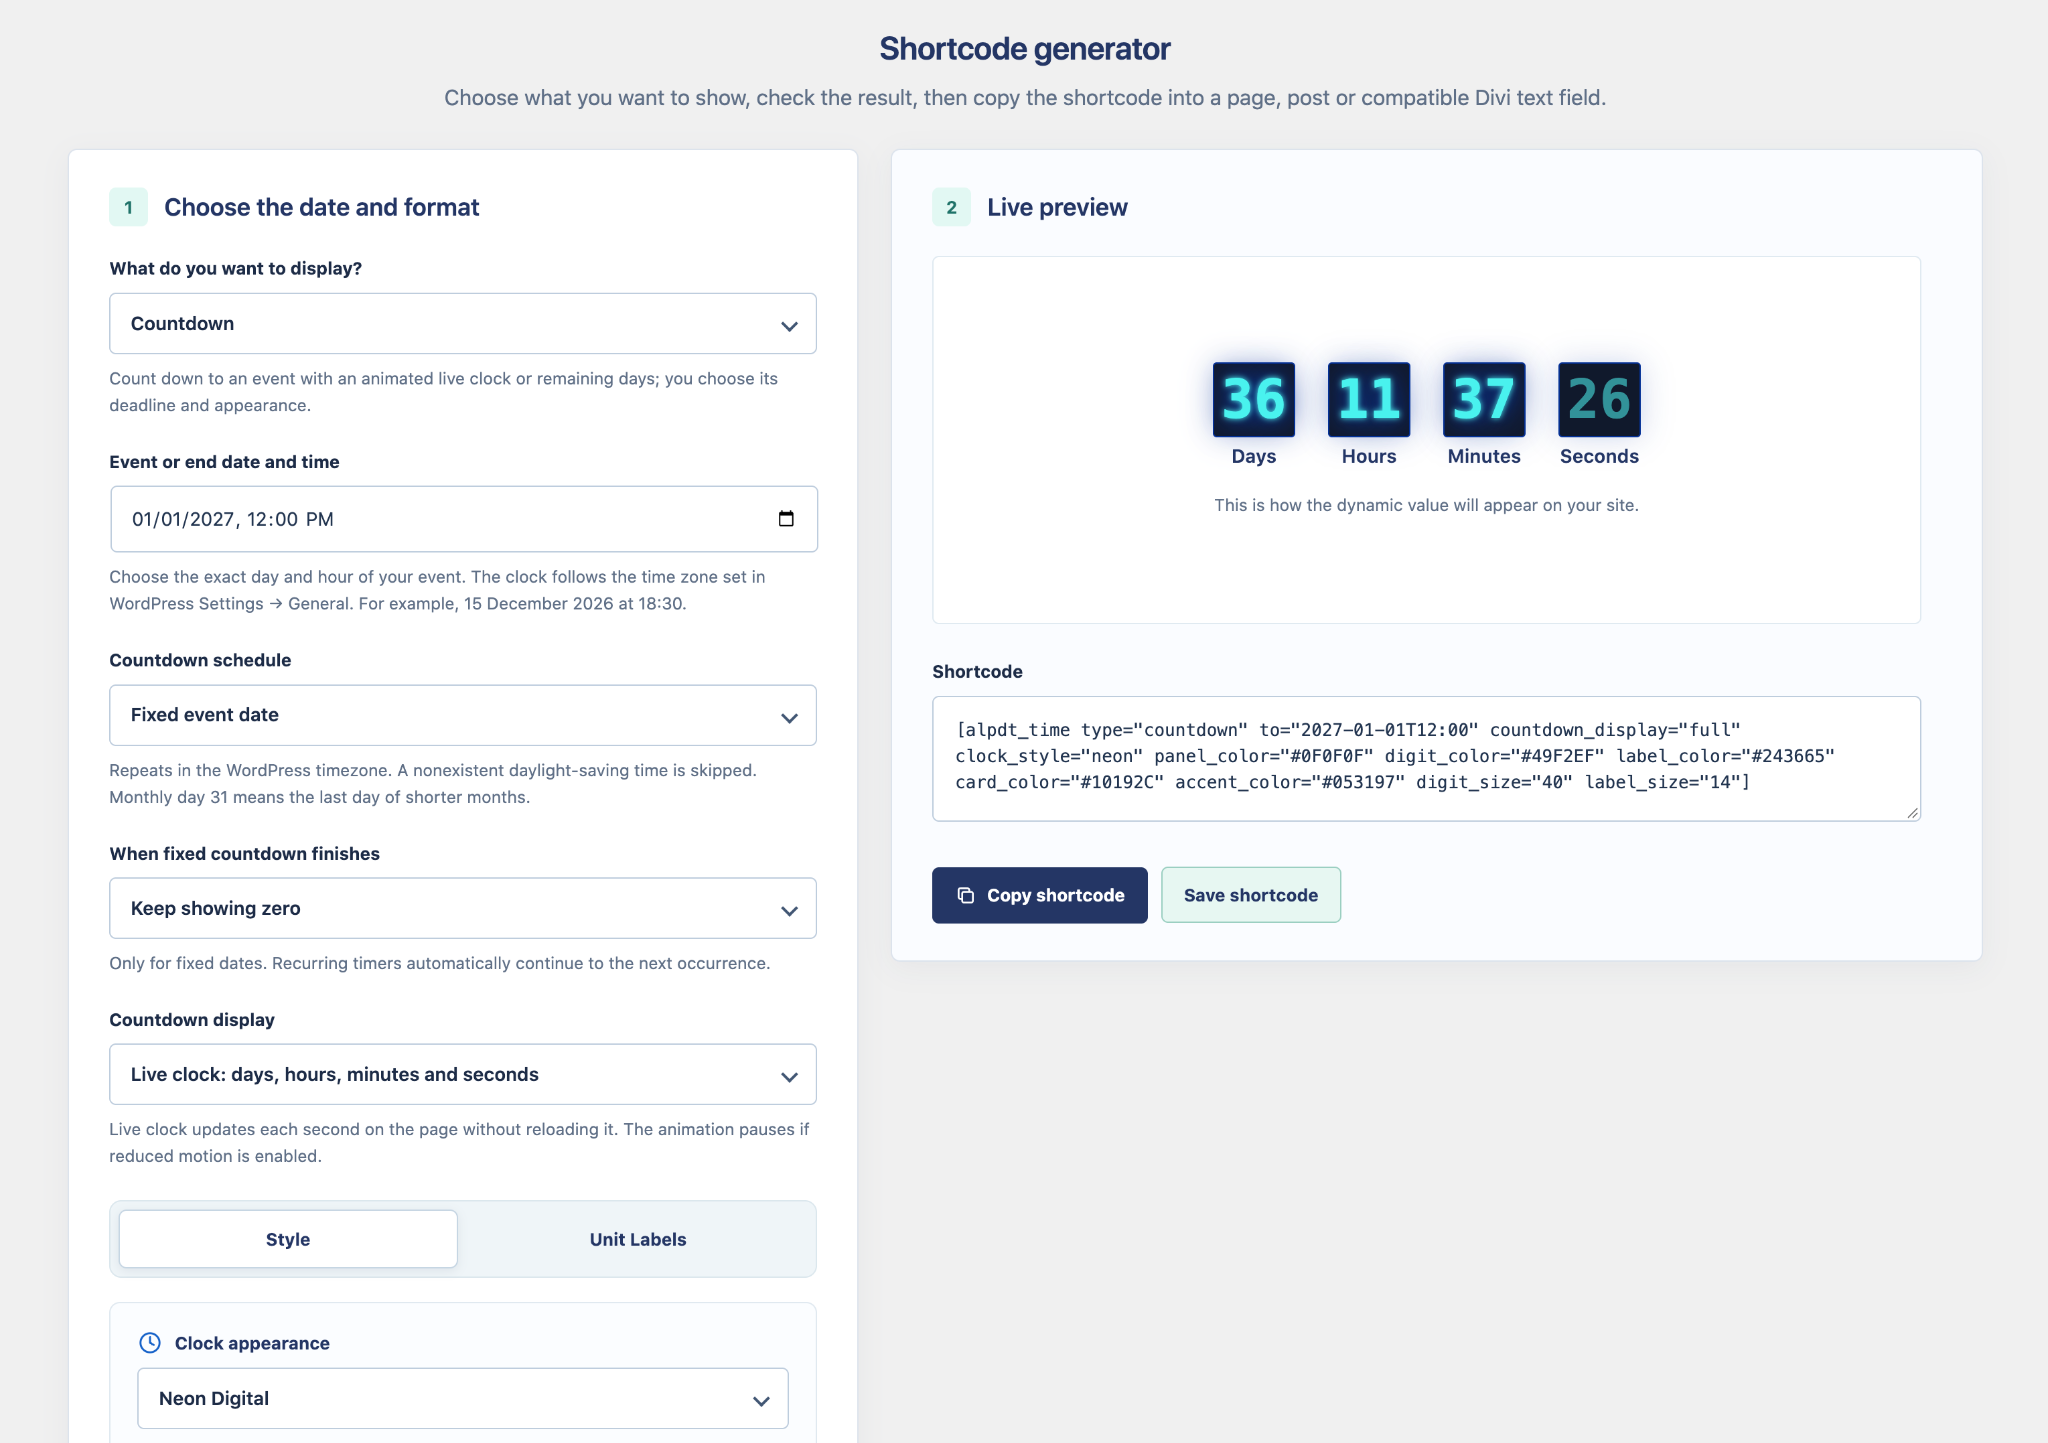 Shortcode generator
Choose what you want to show, check the result, then copy the shortcode into a page, post or compatible Divi text field.
1 Choose the date and format
What do you want to display?
Countdown
Count down to an event with an animated live clock or remaining days; you choose its
deadline and appearance.
Event or end date and time
01/01/2027, 12:00 PM
Choose the exact day and hour of your event. The clock follows the time zone set in
WordPress Settings → General. For example, 15 December 2026 at 18:30.
Countdown schedule
Fixed event date
Repeats in the WordPress timezone. A nonexistent daylight-saving time is skipped.
Monthly day 31 means the last day of shorter months.
When fixed countdown finishes
Keep showing zero
Only for fixed dates. Recurring timers automatically continue to the next occurrence.
Countdown display
Live clock: days, hours, minutes and seconds
Live clock updates each second on the page without reloading it. The animation pauses if
reduced motion is enabled.
Style Unit Labels
Clock appearance
Neon Digital
2 Live preview
36 11 37 26
Days Hours Minutes Seconds
This is how the dynamic value will appear on your site.
Shortcode
[alpdt_time type="countdown" to="2027-01-01T12:00" countdown_display="full"
clock_style="neon" panel_color="#0F0F0F" digit_color="#49F2EF" label_color="#243665"
card_color="#10192C" accent_color="#053197" digit_size="40" label_size="14"]
Copy shortcode Save shortcode